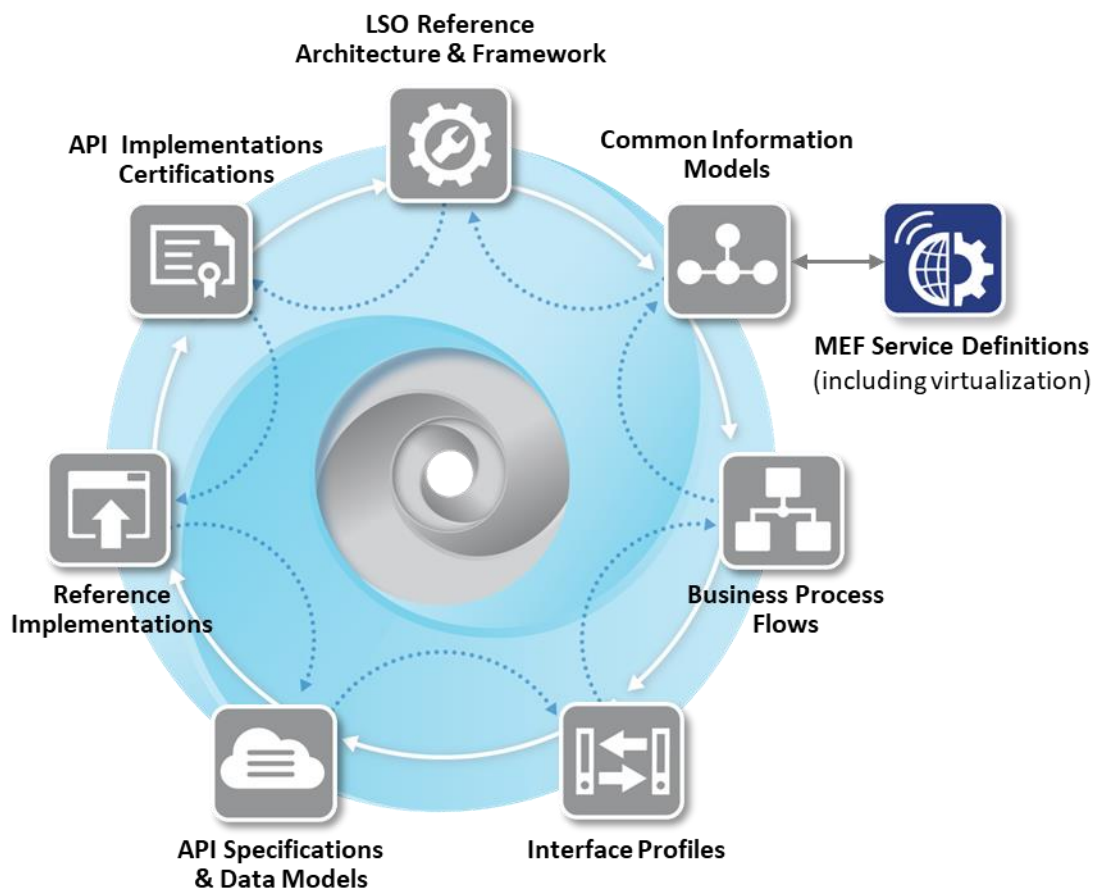 LSO Reference
Architecture & Framework
API Implementations
Certifications
Common Information
Models
MEF Service Definitions
(including virtualization)
Reference
Implementations
Business Process
Flows
API Specifications
& Data Models
Interface Profiles